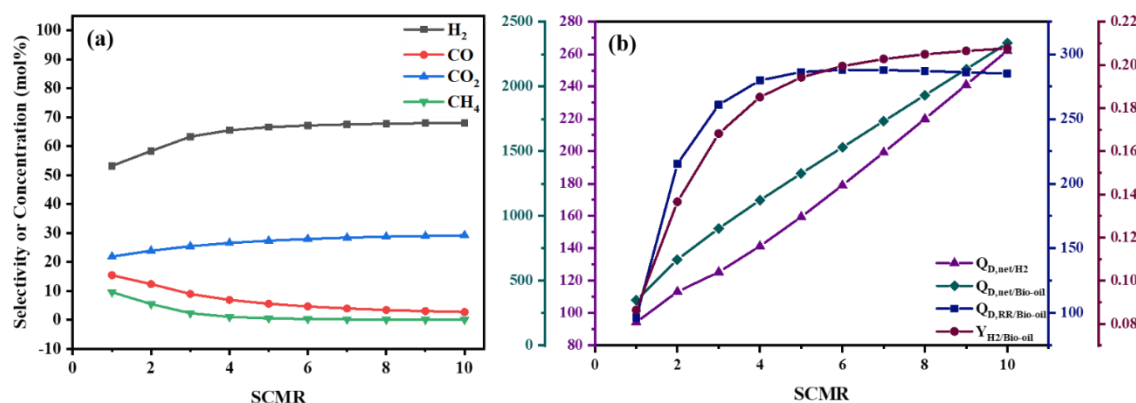 (a)
H₂
CO
CO₂
CH₄
Selectivity or Concentration (mol%)
100
90
80
70
60
50
40
30
20
10
0
-10
0 2 4 6 8 10
SCMR
2500
2000
1500
1000
500
0
280
260
240
220
200
180
160
140
120
100
80
(b)
Q_D,net/H2
Q_D,net/Bio-oil
Q_D,RR/Bio-oil
Y_H2/Bio-oil
0 2 4 6 8 10
SCMR
300
250
200
150
100
0.22
0.20
0.18
0.16
0.14
0.12
0.10
0.08